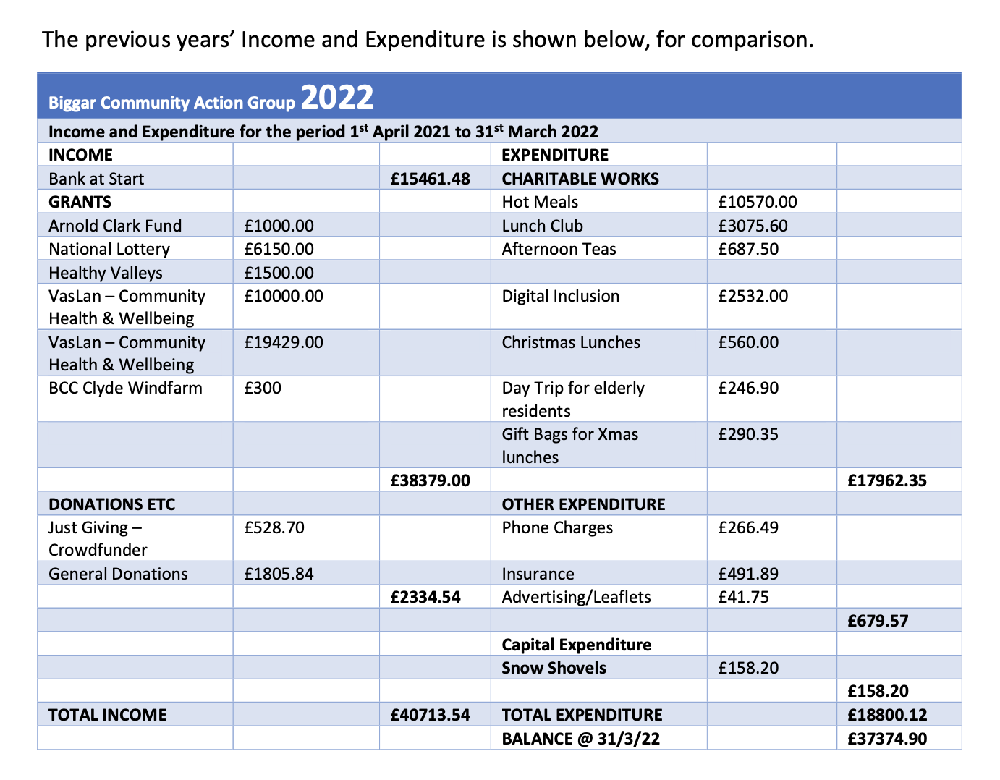 The previous years’ Income and Expenditure is shown below, for comparison.
Biggar Community Action Group 2022
Income and Expenditure for the period 1st April 2021 to 31st March 2022
INCOME EXPENDITURE
Bank at Start £15461.48 CHARITABLE WORKS
GRANTS Hot Meals £10570.00
Arnold Clark Fund £1000.00 Lunch Club £3075.60
National Lottery £6150.00 Afternoon Teas £687.50
Healthy Valleys £1500.00
VasLan – Community £10000.00 Digital Inclusion £2532.00
Health & Wellbeing
VasLan – Community £19429.00 Christmas Lunches £560.00
Health & Wellbeing
BCC Clyde Windfarm £300 Day Trip for elderly £246.90
residents
Gift Bags for Xmas £290.35
lunches
£38379.00 £17962.35
DONATIONS ETC OTHER EXPENDITURE
Just Giving – £528.70 Phone Charges £266.49
Crowdfunder
General Donations £1805.84 Insurance £491.89
£2334.54 Advertising/Leaflets £41.75
£679.57
Capital Expenditure
Snow Shovels £158.20
£158.20
TOTAL INCOME £40713.54 TOTAL EXPENDITURE £18800.12
BALANCE @ 31/3/22 £37374.90